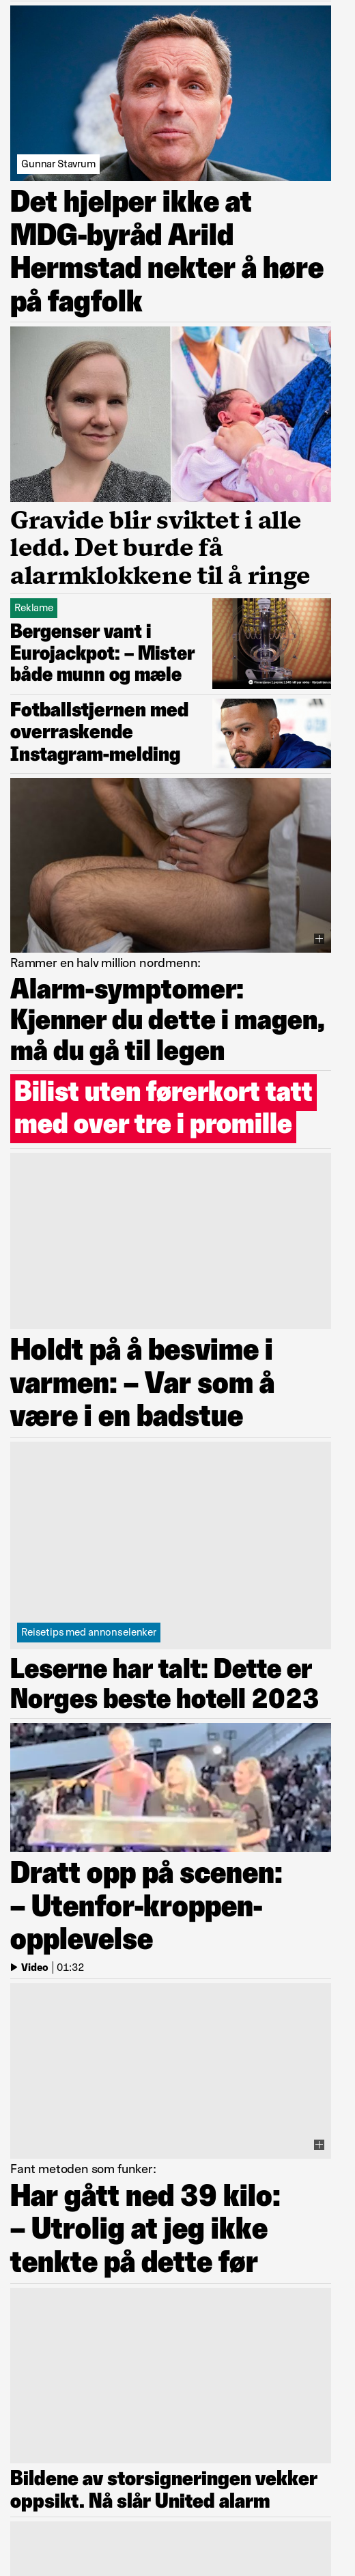 Gunnar Stavrum
Det hjelper ikke at
MDG-byråd Arild
Hermstad nekter å høre
på fagfolk
Gravide blir sviktet i alle
ledd. Det burde få
alarmklokkene til å ringe
Reklame
Bergenser vant i
Eurojackpot: – Mister
både munn og mæle
Fotballstjernen med
overraskende
Instagram-melding
Rammer en halv million nordmenn:
Alarm-symptomer:
Kjenner du dette i magen,
må du gå til legen
Bilist uten førerkort tatt
med over tre i promille
Holdt på å besvime i
varmen: – Var som å
være i en badstue
Reisetips med annonselenker
Leserne har talt: Dette er
Norges beste hotell 2023
Dratt opp på scenen:
– Utenfor-kroppen-
opplevelse
Video | 01:32
Fant metoden som funker:
Har gått ned 39 kilo:
– Utrolig at jeg ikke
tenkte på dette før
Bildene av storsigneringen vekker
oppsikt. Nå slår United alarm